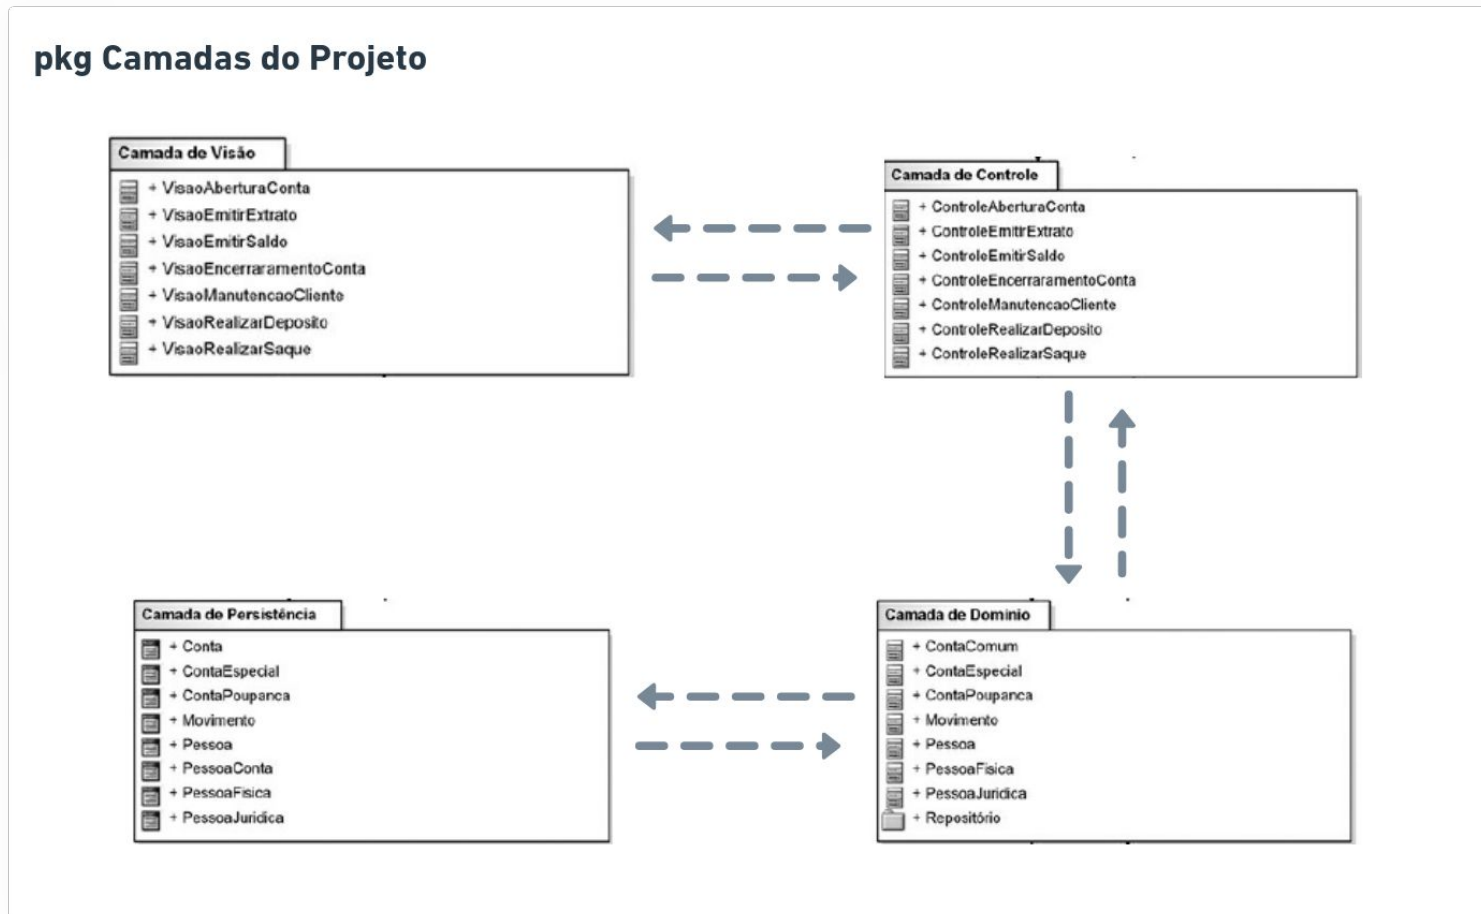 pkg Camadas do Projeto
Camada de Visão
+ VisaoAberturaConta
+ VisaoEmitirExtrato
+ VisaoEmitirSaldo
+ VisaoEncerraramentoConta
+ VisaoManutencaoCliente
+ VisaoRealizarDeposito
+ VisaoRealizarSaque
Camada de Controle
+ ControleAberturaConta
+ ControleEmitirExtrato
+ ControleEmitirSaldo
+ ControleEncerraramentoConta
+ ControleManutencaoCliente
+ ControleRealizarDeposito
+ ControleRealizarSaque
Camada de Persistência
+ Conta
+ ContaEspecial
+ ContaPoupanca
+ Movimento
+ Pessoa
+ PessoaConta
+ PessoaFisica
+ PessoaJuridica
Camada de Domínio
+ ContaComum
+ ContaEspecial
+ ContaPoupanca
+ Movimento
+ Pessoa
+ PessoaFisica
+ PessoaJuridica
+ Repositório